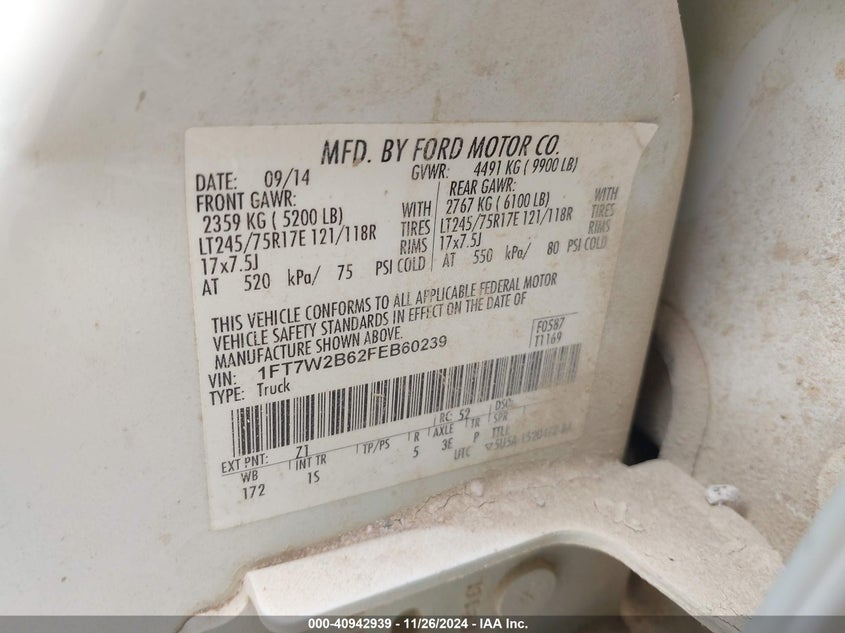 MFD. BY FORD MOTOR CO.
DATE: 09/14 GVWR: 4491 KG ( 9900 LB)
FRONT GAWR: REAR GAWR:
2359 KG ( 5200 LB) WITH 2767 KG ( 6100 LB) WITH
LT245/75R17E 121/118R TIRES LT245/75R17E 121/118R TIRES
17x7.5J RIMS 17x7.5J RIMS
AT 520 kPa/ 75 PSI COLD AT 550 kPa/ 80 PSI COLD
THIS VEHICLE CONFORMS TO ALL APPLICABLE FEDERAL MOTOR
VEHICLE SAFETY STANDARDS IN EFFECT ON THE DATE OF
MANUFACTURE SHOWN ABOVE.
F0587
T1169
VIN: 1FT7W2B62FEB60239
TYPE: Truck
RC: 52 DSO:
EXT PNT: Z1
WB INT TR TP/PS R AXLE TR SPR
172 1S 5 3E P TTLL
UTC
000-40942939 - 11/26/2024 - IAA Inc.